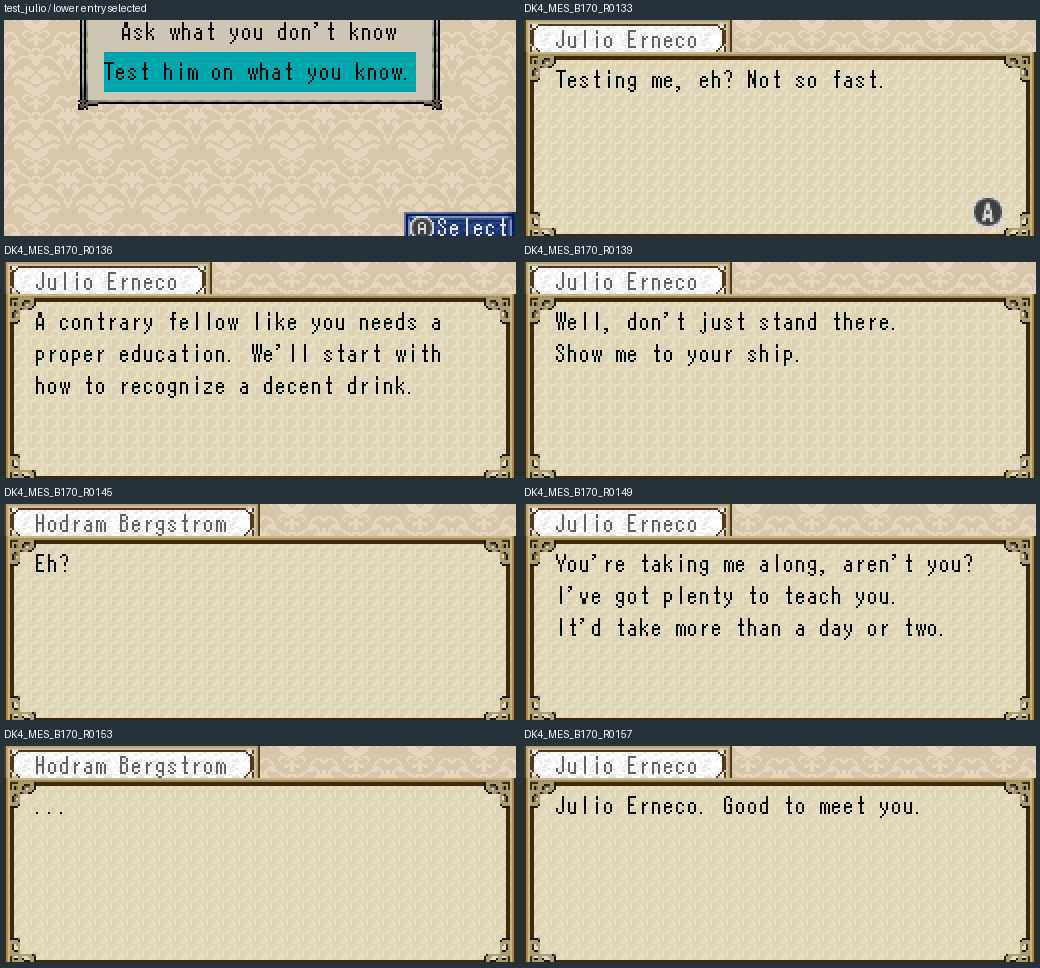 test_julio / lower entry selected
Ask what you don't know
Test him on what you know.
ⒶSelect
DK4_MES_B170_R0133
Julio Erneco
Testing me, eh? Not so fast.
A
DK4_MES_B170_R0136
Julio Erneco
A contrary fellow like you needs a
proper education. We'll start with
how to recognize a decent drink.
DK4_MES_B170_R0139
Julio Erneco
Well, don't just stand there.
Show me to your ship.
DK4_MES_B170_R0145
Hodram Bergstrom
Eh?
DK4_MES_B170_R0149
Julio Erneco
You're taking me along, aren't you?
I've got plenty to teach you.
It'd take more than a day or two.
DK4_MES_B170_R0153
Hodram Bergstrom
...
DK4_MES_B170_R0157
Julio Erneco
Julio Erneco. Good to meet you.